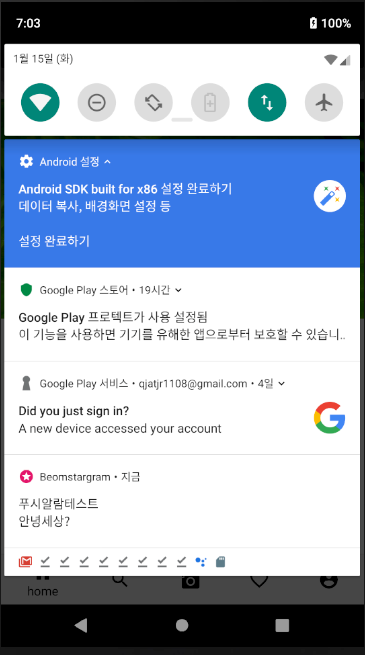 7:03
100%
1월 15일 (화)
Android 설정
Android SDK built for x86 설정 완료하기
데이터 복사, 배경화면 설정 등
설정 완료하기
Google Play 스토어 • 19시간
Google Play 프로텍트가 사용 설정됨
이 기능을 사용하면 기기를 유해한 앱으로부터 보호할 수 있습니..
Google Play 서비스 • qjatjr1108@gmail.com • 4일
Did you just sign in?
A new device accessed your account
Beomstargram • 지금
푸시알람테스트
안녕세상?
home